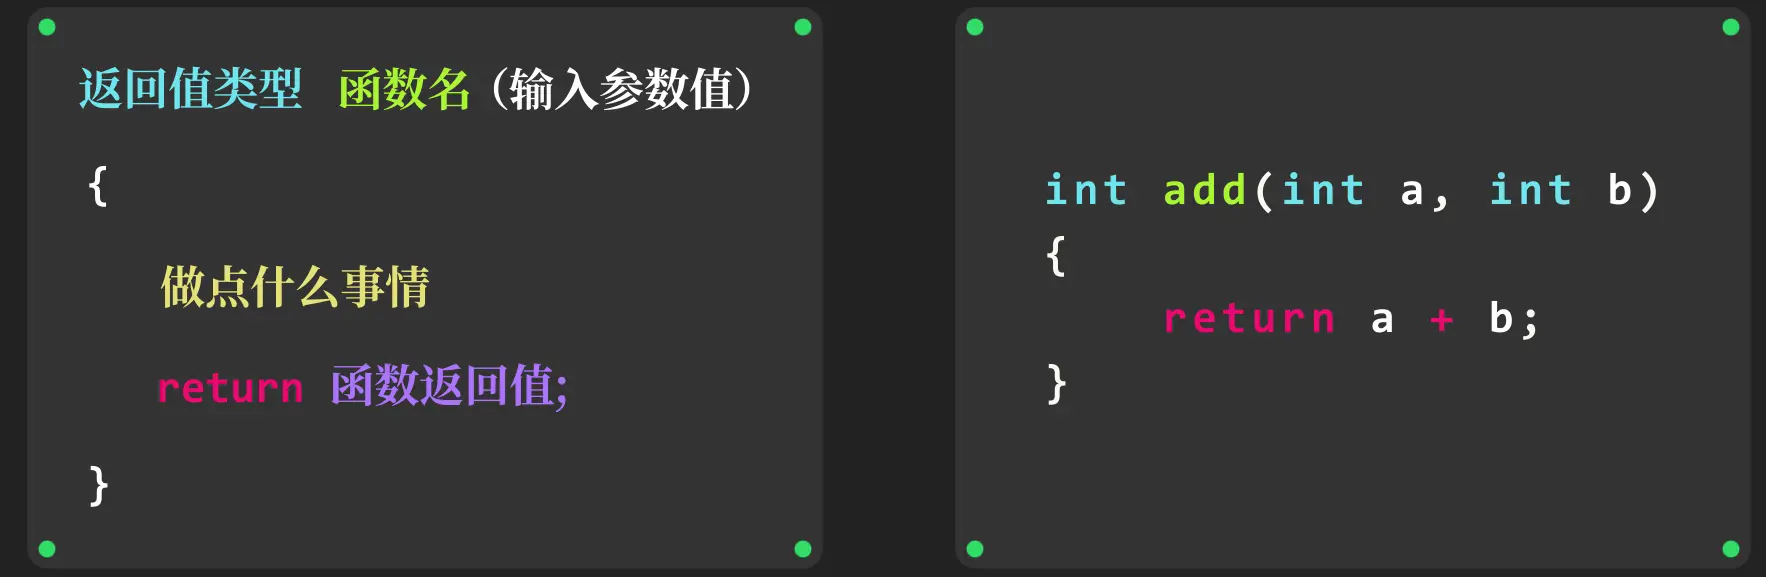 返回值类型 函数名 (输入参数值)
{
做点什么事情
return 函数返回值;
}
int add(int a, int b)
{
return a + b;
}